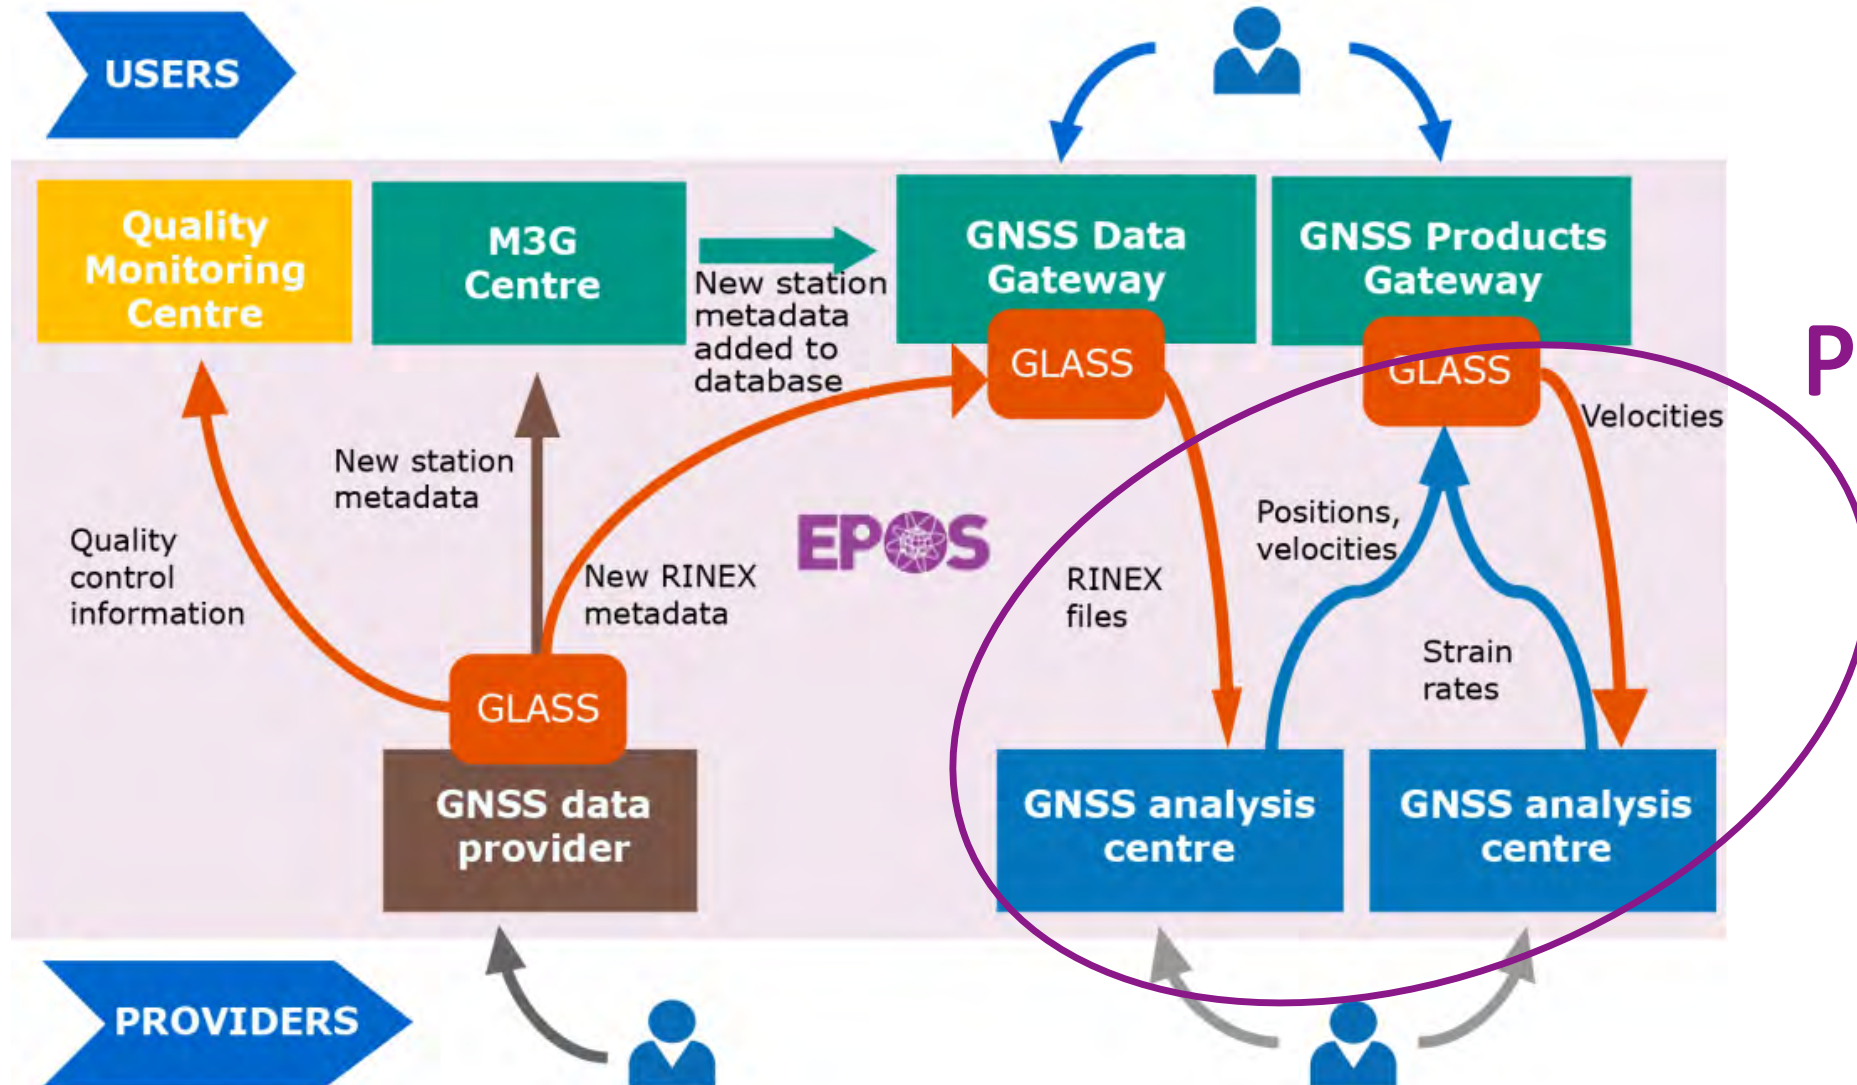 USERS
Quality
Monitoring
Centre
M3G
Centre
New station
metadata
added to
database
GNSS Data
Gateway
GNSS Products
Gateway
GLASS
GLASS
P
Velocities
New station
metadata
Quality
control
information
New RINEX
metadata
EPOS
RINEX
files
Positions,
velocities
Strain
rates
GLASS
GNSS data
provider
GNSS analysis
centre
GNSS analysis
centre
PROVIDERS